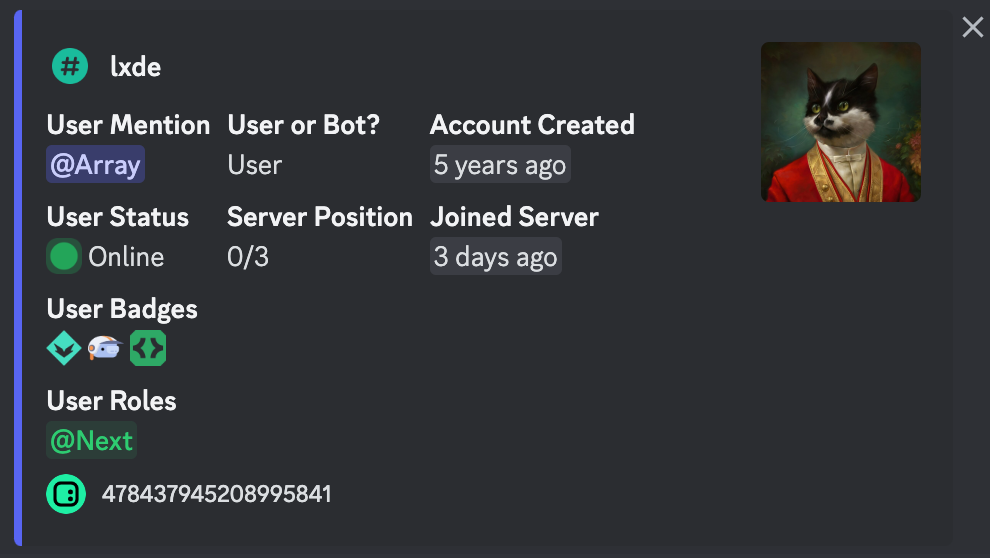 # lxde
User Mention User or Bot? Account Created
@Array User 5 years ago
User Status Server Position Joined Server
Online 0/3 3 days ago
User Badges
User Roles
@Next
478437945208995841